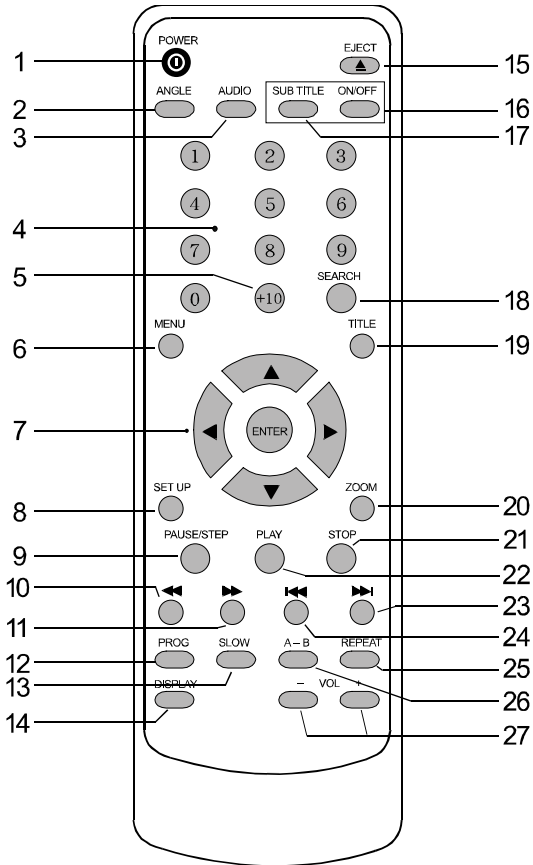 POWER
EJECT
1
15
ANGLE
AUDIO
SUB TITLE
ON/OFF
2
16
3
17
1
2
3
4
5
6
4
7
8
9
5
SEARCH
0
+10
18
MENU
TITLE
6
19
7
ENTER
SET UP
ZOOM
8
20
PAUSE/STEP
PLAY
STOP
9
21
22
10
23
11
24
PROG
SLOW
A – B
REPEAT
12
25
13
26
DISPLAY
– VOL +
14
27